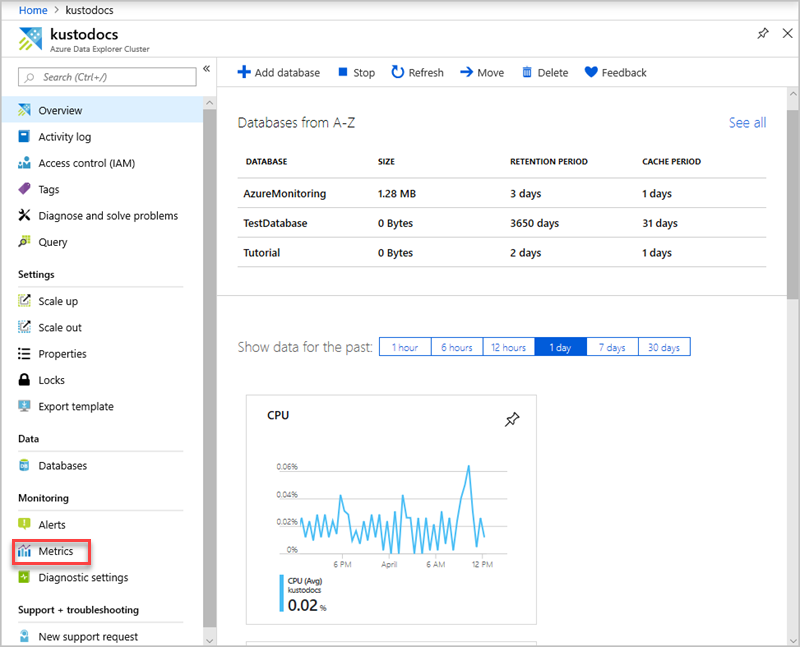 Home > kustodocs
kustodocs
Azure Data Explorer Cluster
Search (Ctrl+/)
«
Overview
Activity log
Access control (IAM)
Tags
Diagnose and solve problems
Query
Settings
Scale up
Scale out
Properties
Locks
Export template
Data
Databases
Monitoring
Alerts
Metrics
Diagnostic settings
Support + troubleshooting
New support request
Add database Stop Refresh Move Delete Feedback
Databases from A-Z See all
DATABASE SIZE RETENTION PERIOD CACHE PERIOD
AzureMonitoring 1.28 MB 3 days 1 days
TestDatabase 0 Bytes 3650 days 31 days
Tutorial 0 Bytes 2 days 1 days
Show data for the past: 1 hour 6 hours 12 hours 1 day 7 days 30 days
CPU
0.06%
0.04%
0.02%
0%
6 PM April 6 AM 12 PM
CPU (Avg)
kustodocs
0.02 %